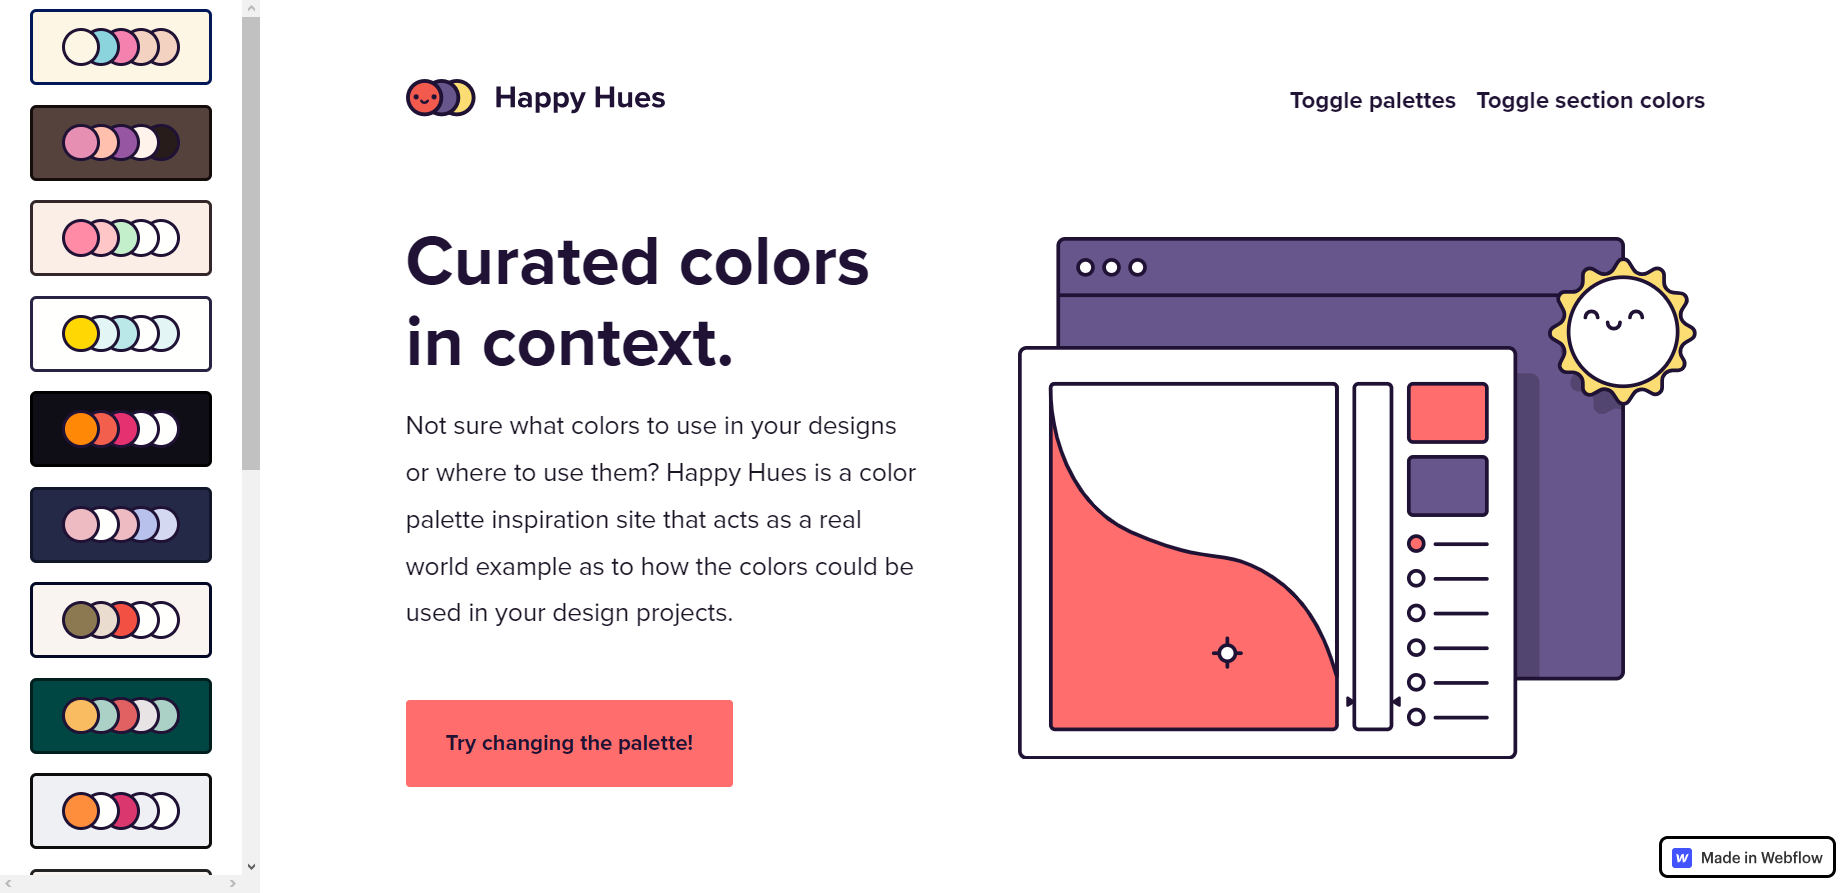 Happy Hues
Toggle palettes
Toggle section colors
Curated colors
in context.
Not sure what colors to use in your designs
or where to use them? Happy Hues is a color
palette inspiration site that acts as a real
world example as to how the colors could be
used in your design projects.
Try changing the palette!
Made in Webflow